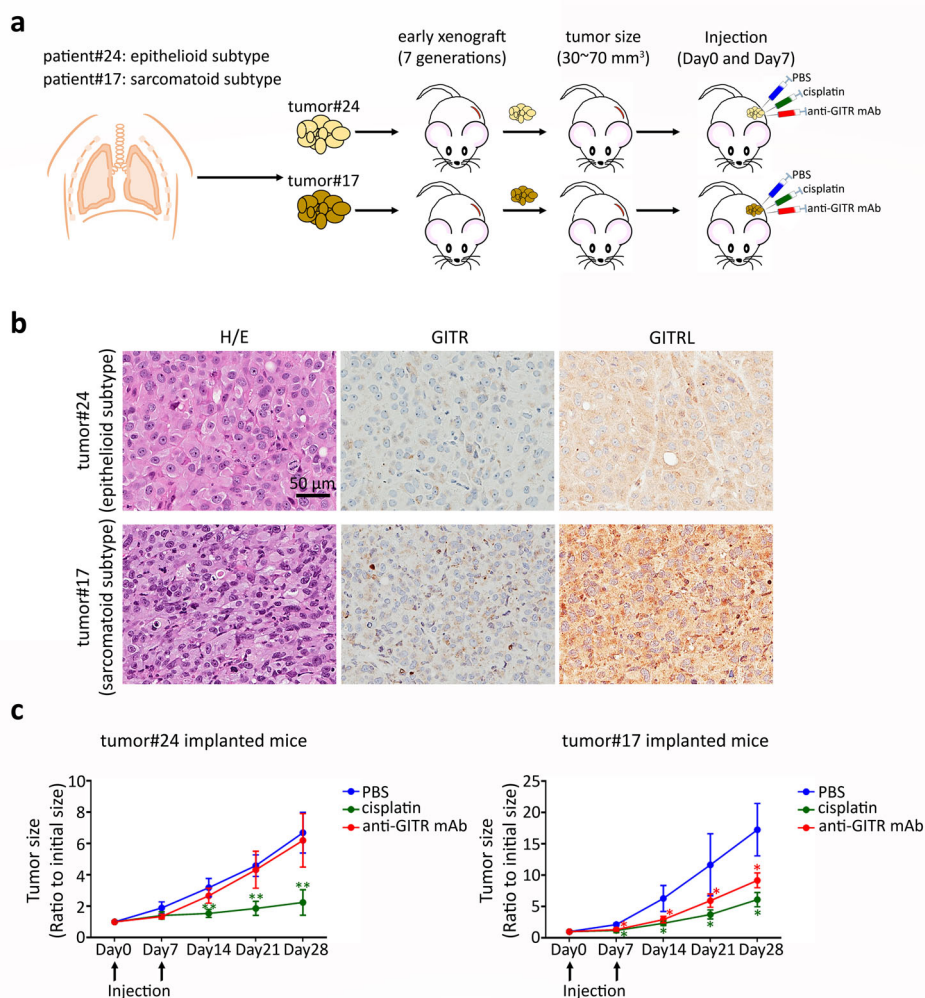 a
patient#24: epithelioid subtype
patient#17: sarcomatoid subtype
early xenograft
(7 generations)
tumor size
(30~70 mm³)
Injection
(Day0 and Day7)
tumor#24
PBS
cisplatin
anti-GITR mAb
tumor#17
PBS
cisplatin
anti-GITR mAb
b
H/E
GITR
GITRL
tumor#24
(epithelioid subtype)
50 µm
tumor#17
(sarcomatoid subtype)
c
tumor#24 implanted mice
Tumor size
(Ratio to initial size)
10
8
6
4
2
0
PBS
cisplatin
anti-GITR mAb
**
**
**
Day0 Day7 Day14 Day21 Day28
Injection
tumor#17 implanted mice
Tumor size
(Ratio to initial size)
25
20
15
10
5
0
PBS
cisplatin
anti-GITR mAb
* * * *
* * * *
Day0 Day7 Day14 Day21 Day28
Injection